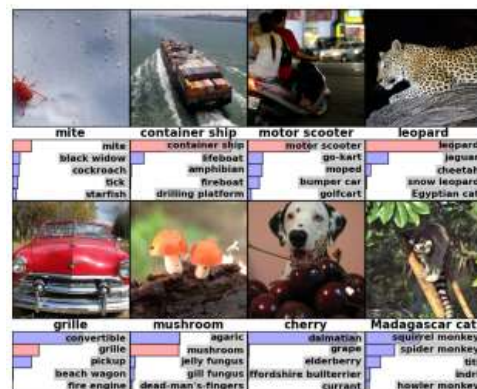 mite
container ship
motor scooter
leopard
mite
black widow
cockroach
tick
starfish
container ship
lifeboat
amphibian
fireboat
drilling platform
motor scooter
go-kart
moped
bumper car
golfcart
leopard
jaguar
cheetah
snow leopard
Egyptian cat
grille
mushroom
cherry
Madagascar cat
convertible
grille
pickup
beach wagon
fire engine
agaric
mushroom
jelly fungus
gill fungus
dead-man's-fingers
dalmatian
grape
elderberry
ffordshire bullterrier
currant
squirrel monkey
spider monkey
titi
indri
howler monkey